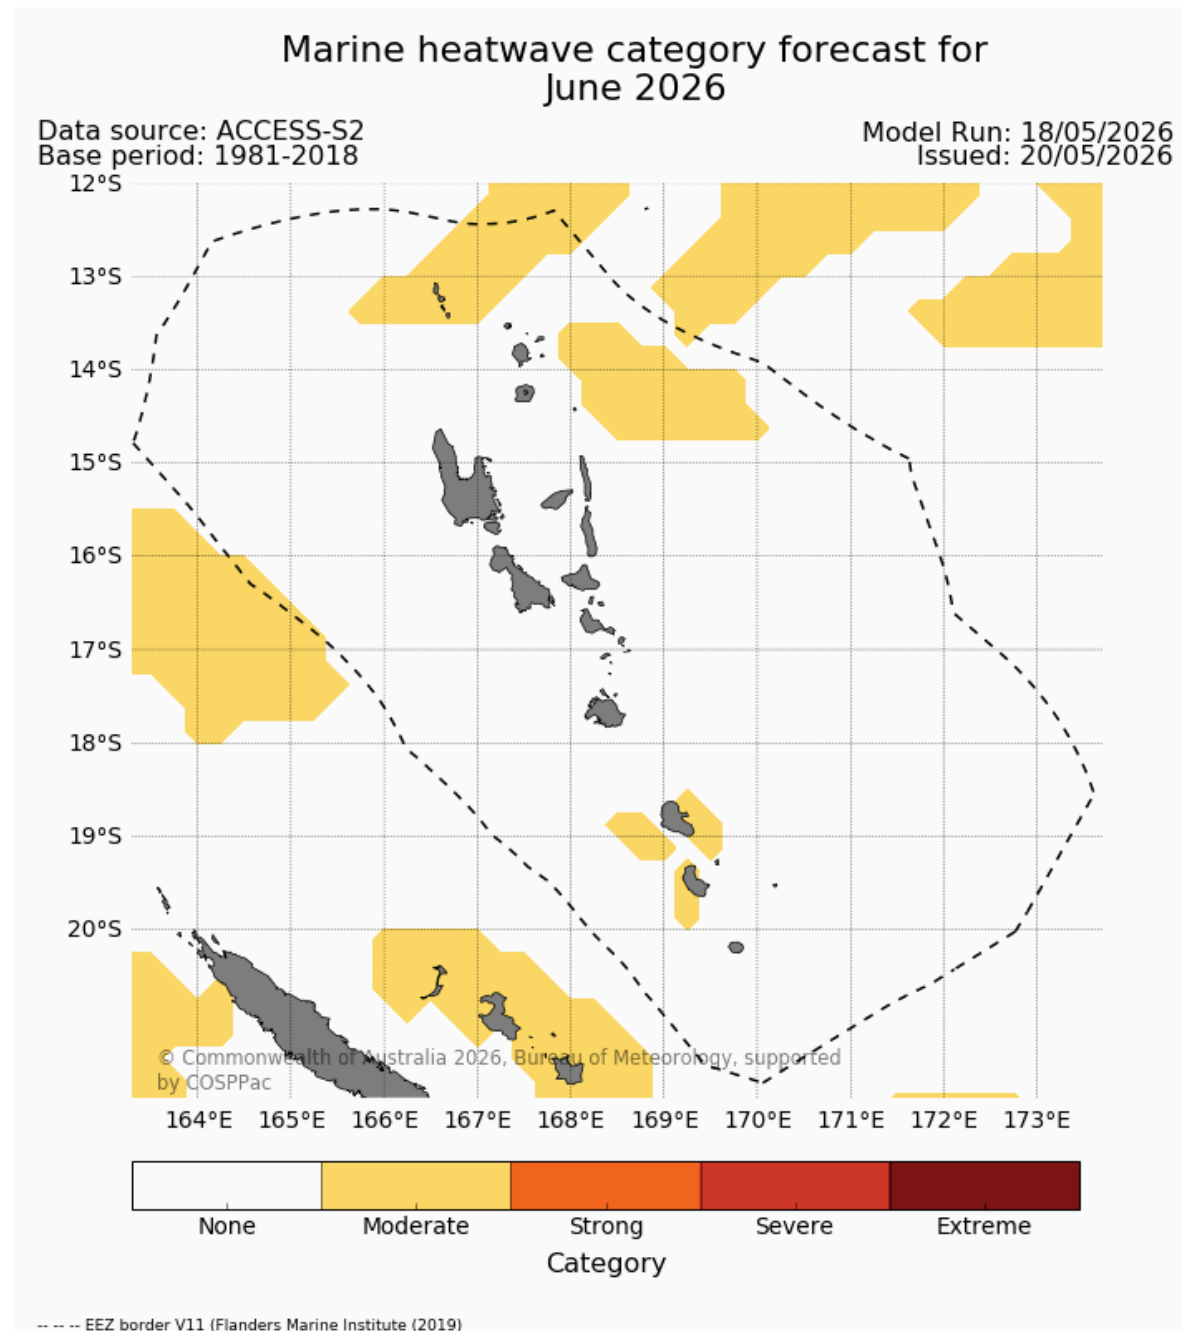 Marine heatwave category forecast for
June 2026
Data source: ACCESS-S2
Base period: 1981-2018
Model Run: 18/05/2026
Issued: 20/05/2026
12°S
13°S
14°S
15°S
16°S
17°S
18°S
19°S
20°S
© Commonwealth of Australia 2026, Bureau of Meteorology, supported
by COSPPac
164°E 165°E 166°E 167°E 168°E 169°E 170°E 171°E 172°E 173°E
None Moderate Strong Severe Extreme
Category
-- -- -- EEZ border V11 (Flanders Marine Institute (2019)